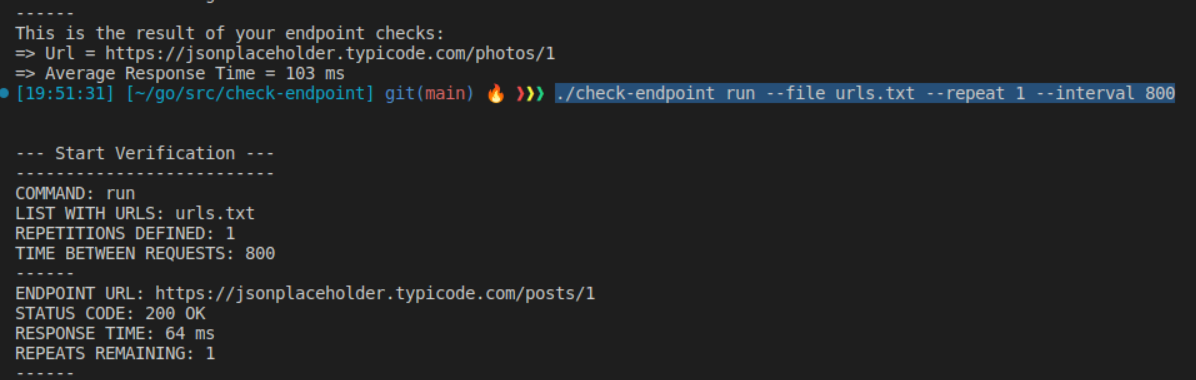 ------
This is the result of your endpoint checks:
=> Url = https://jsonplaceholder.typicode.com/photos/1
=> Average Response Time = 103 ms
[19:51:31] [~/go/src/check-endpoint] git(main) 🔥 ❯❯❯ ./check-endpoint run --file urls.txt --repeat 1 --interval 800
--- Start Verification ---
--------------------------
COMMAND: run
LIST WITH URLS: urls.txt
REPETITIONS DEFINED: 1
TIME BETWEEN REQUESTS: 800
------
ENDPOINT URL: https://jsonplaceholder.typicode.com/posts/1
STATUS CODE: 200 OK
RESPONSE TIME: 64 ms
REPEATS REMAINING: 1
------